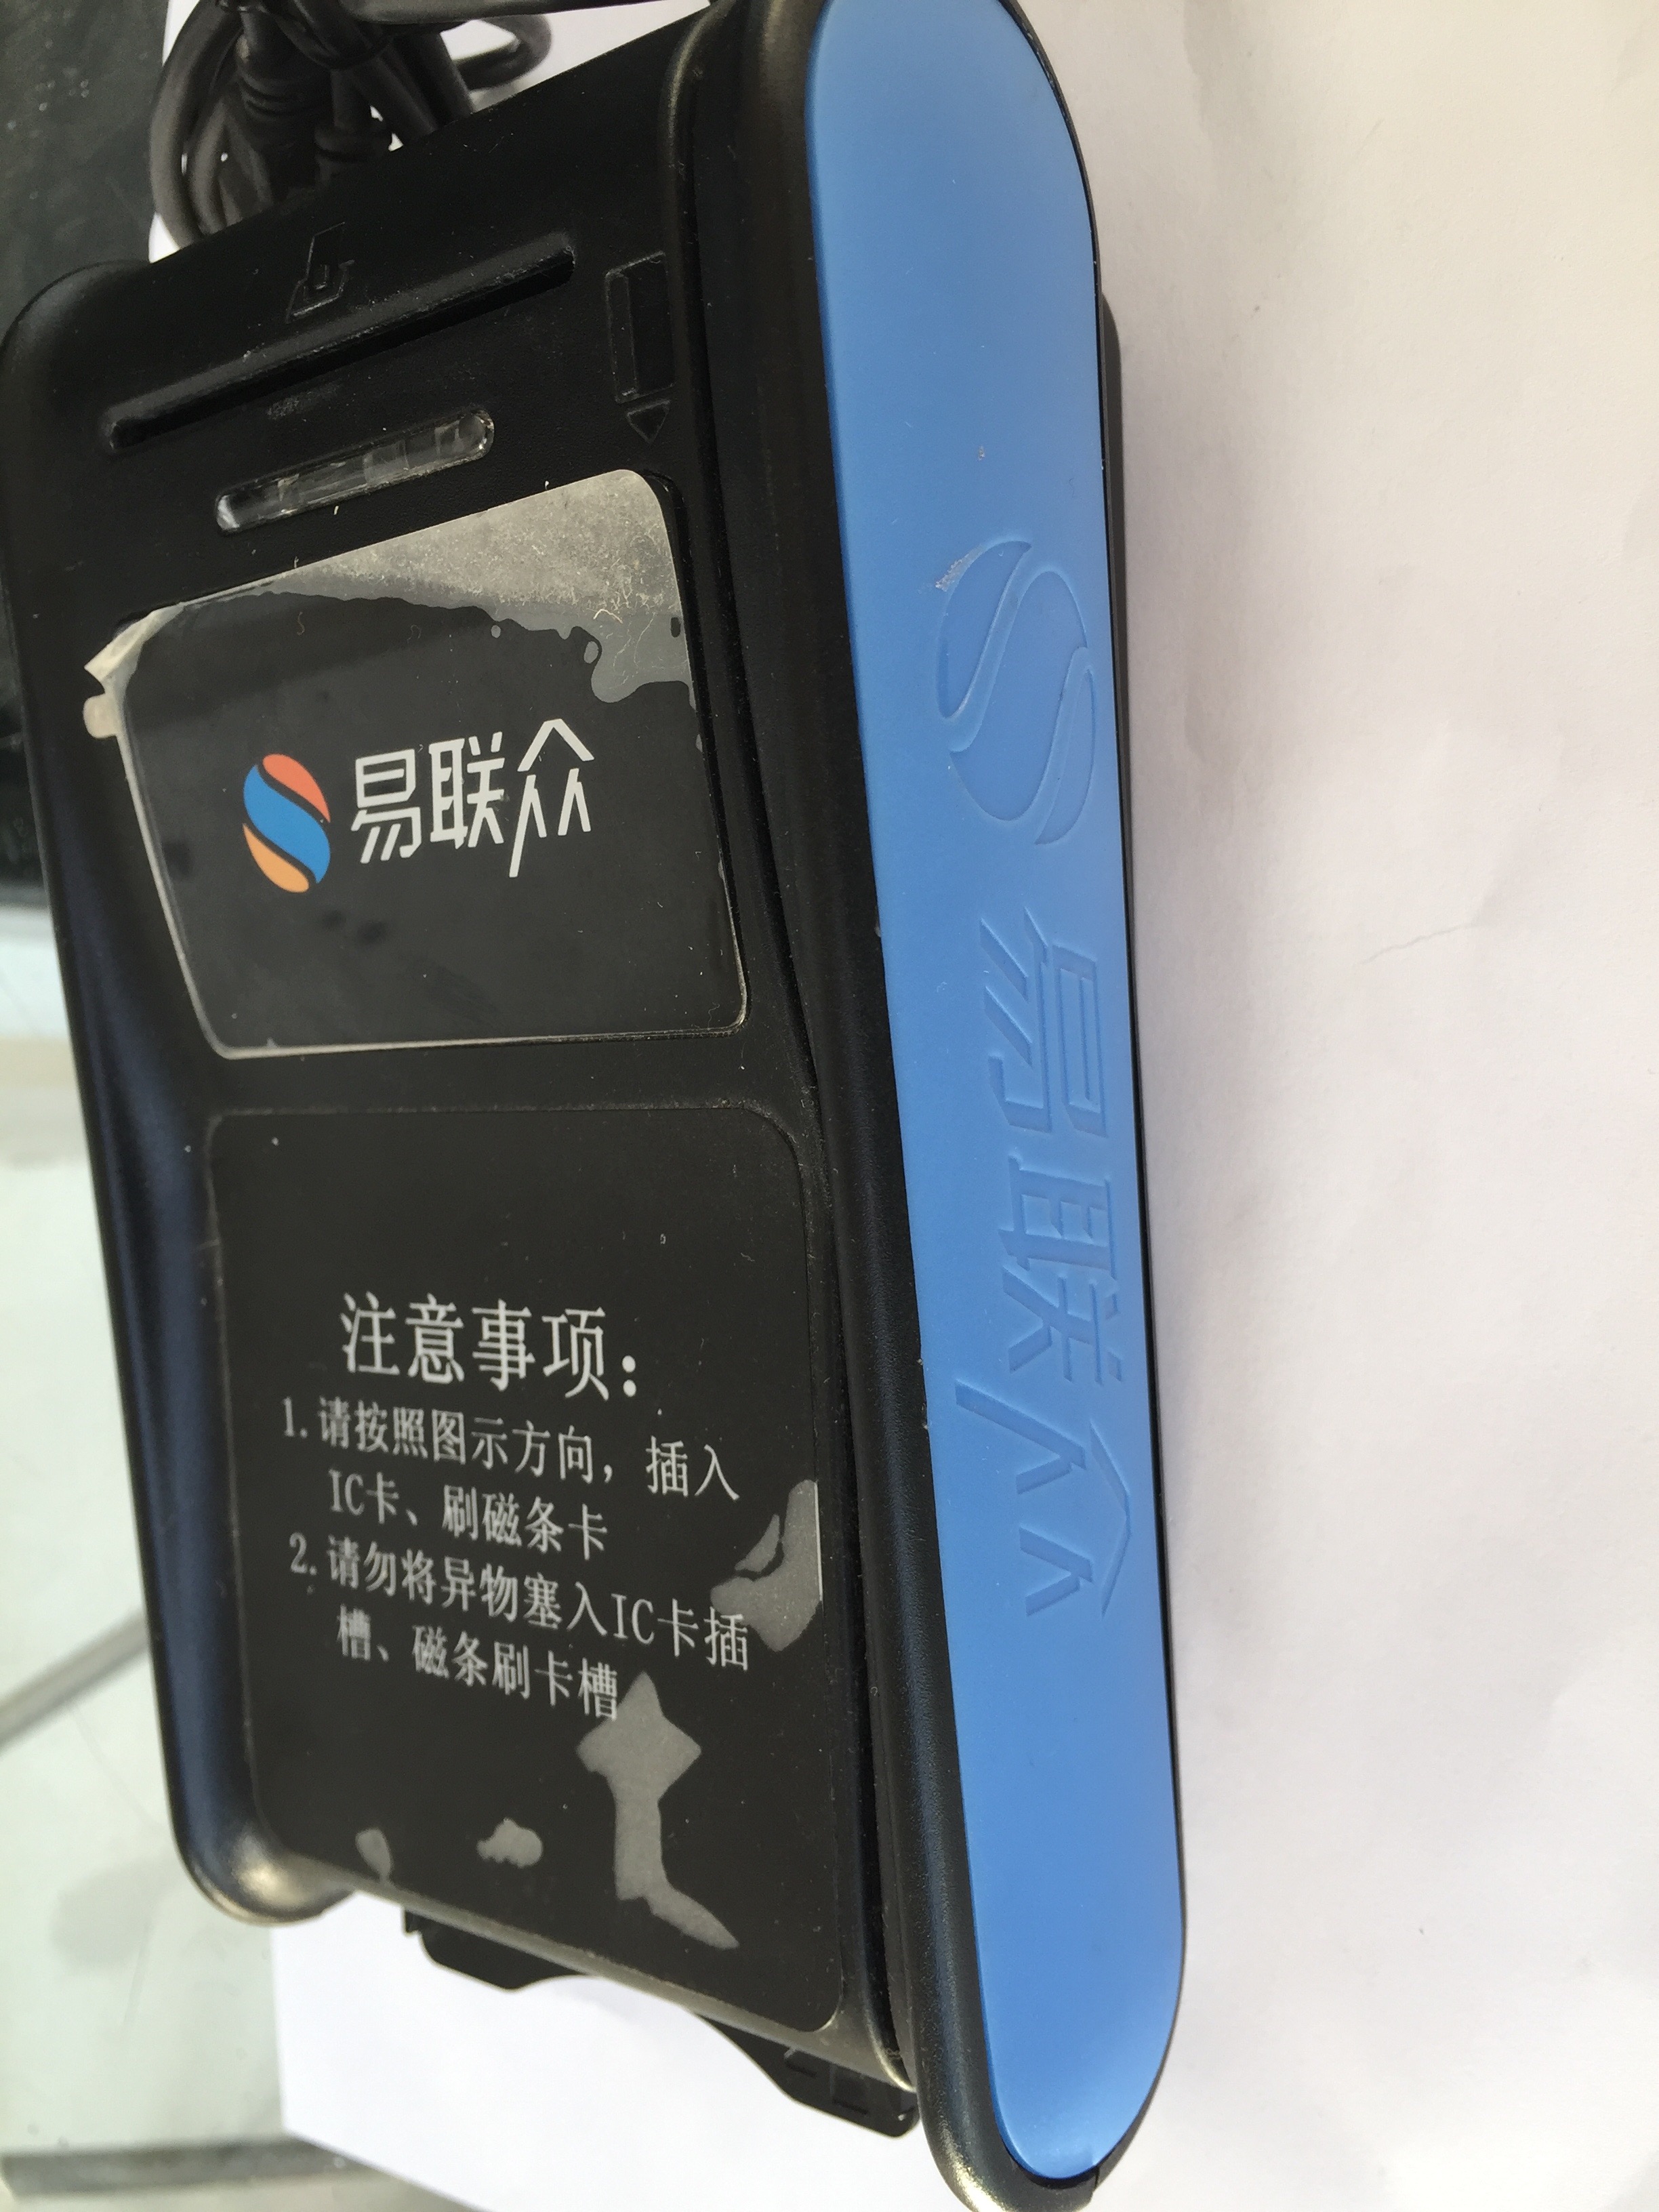 易联众
注意事项：
1.请按照图示方向，插入
IC卡、刷磁条卡
2.请勿将异物塞入IC卡插
槽、磁条刷卡槽
易联众